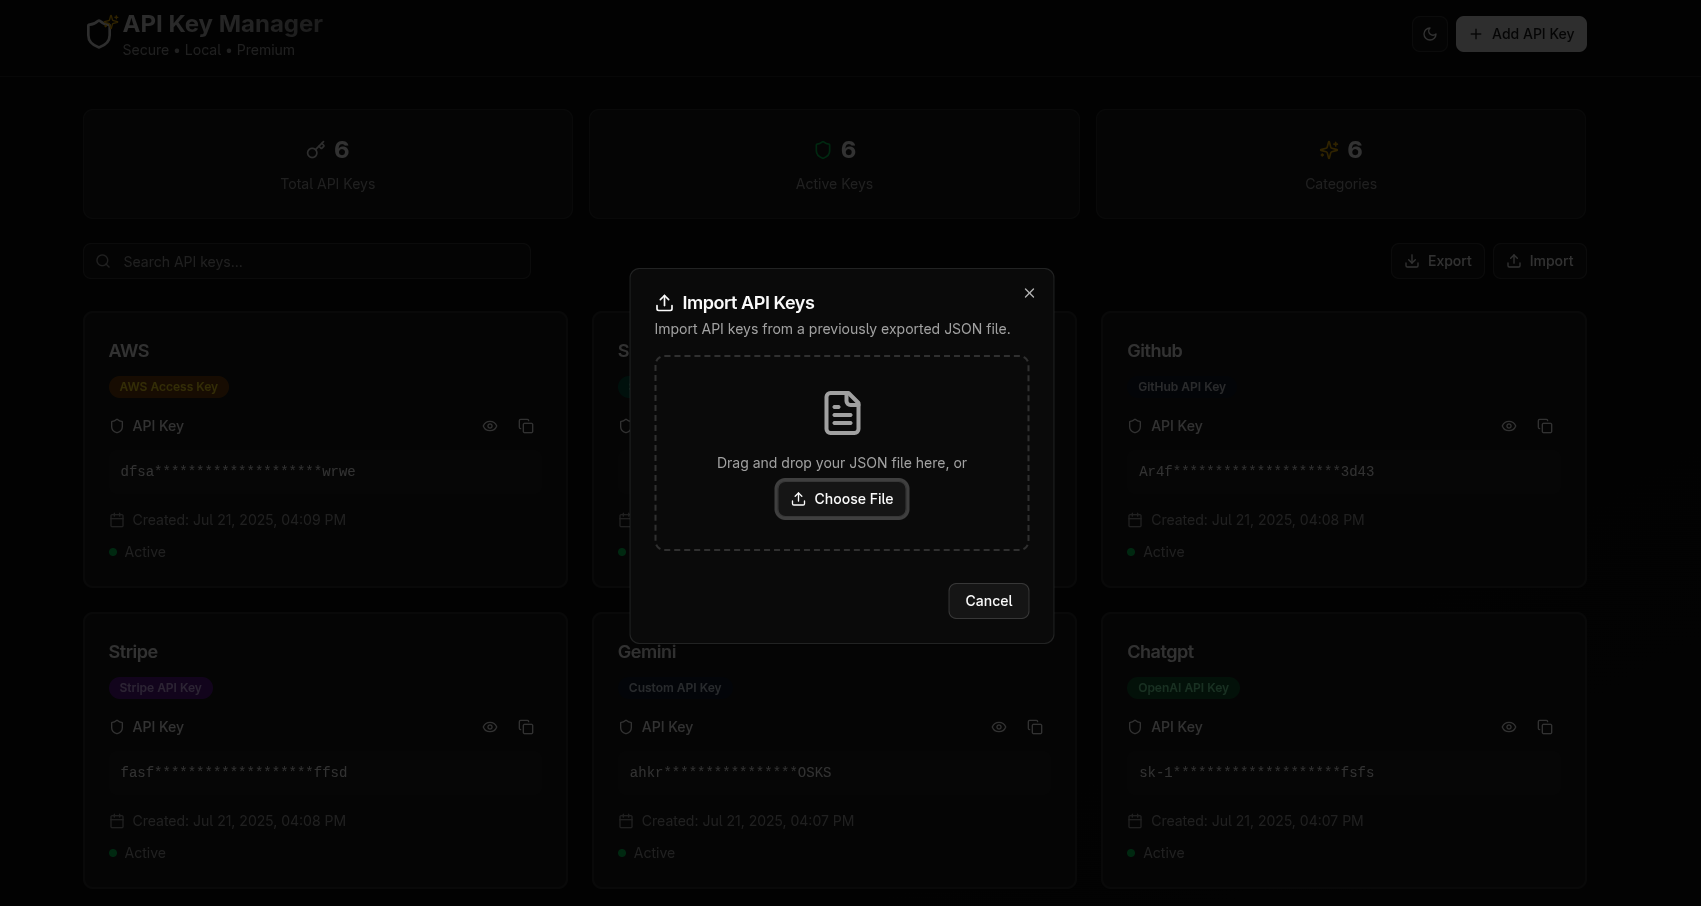 API Key Manager
Secure • Local • Premium
Add API Key
6
Total API Keys
6
Active Keys
6
Categories
Search API keys...
Export
Import
Import API Keys
Import API keys from a previously exported JSON file.
Drag and drop your JSON file here, or
Choose File
Cancel
AWS
AWS Access Key
API Key
dfsa********************wrwe
Created: Jul 21, 2025, 04:09 PM
Active
S
Github
GitHub API Key
API Key
Ar4f********************3d43
Created: Jul 21, 2025, 04:08 PM
Active
Stripe
Stripe API Key
API Key
fasf*******************ffsd
Created: Jul 21, 2025, 04:08 PM
Active
Gemini
Custom API Key
API Key
ahkr****************OSKS
Created: Jul 21, 2025, 04:07 PM
Active
Chatgpt
OpenAI API Key
API Key
sk-1********************fsfs
Created: Jul 21, 2025, 04:07 PM
Active